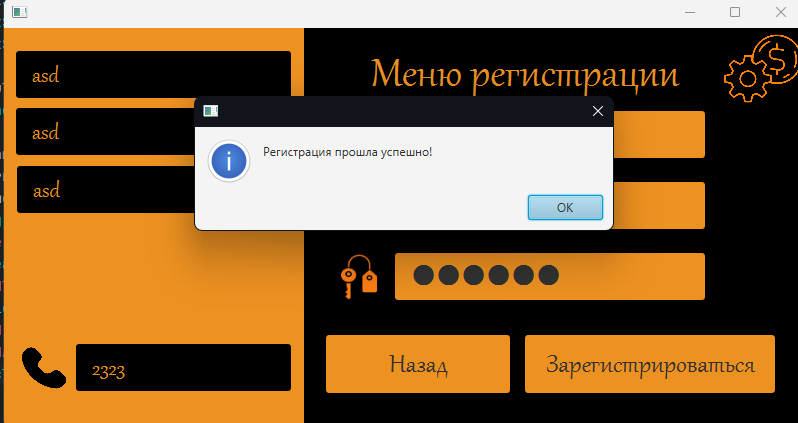 asd
asd
asd
2323
Меню регистрации
Регистрация прошла успешно!
OK
Назад
Зарегистрироваться